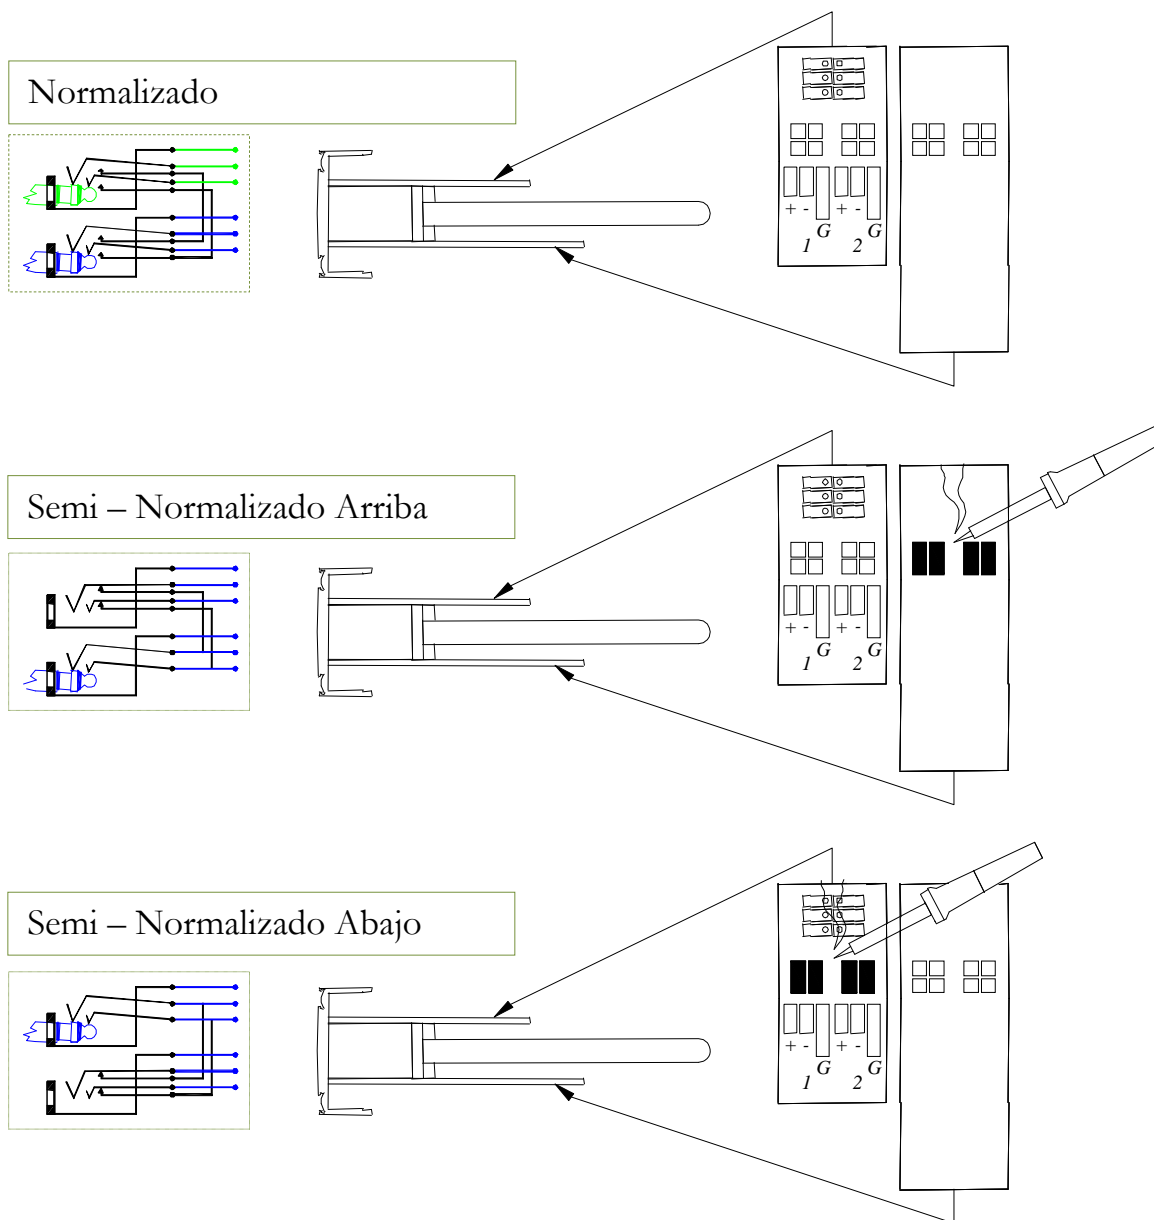 Normalizado
+ - + -
G G
1 2
Semi – Normalizado Arriba
+ - + -
G G
1 2
Semi – Normalizado Abajo
+ - + -
G G
1 2